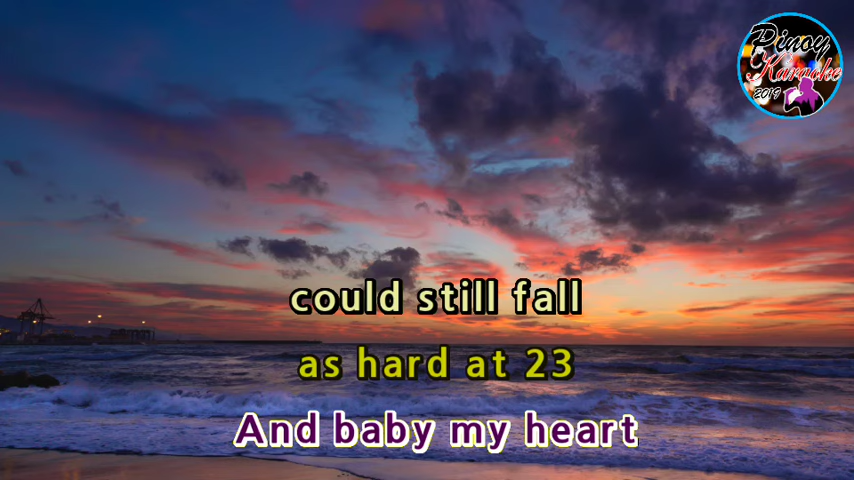 Pinoy
Karaoke
2019
could still fall
as hard at 23
And baby my heart